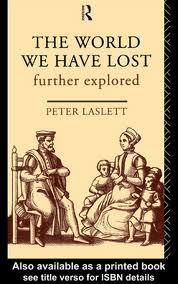 THE WORLD
WE HAVE LOST
further explored
PETER LASLETT
Also available as a printed book
see title verso for ISBN details